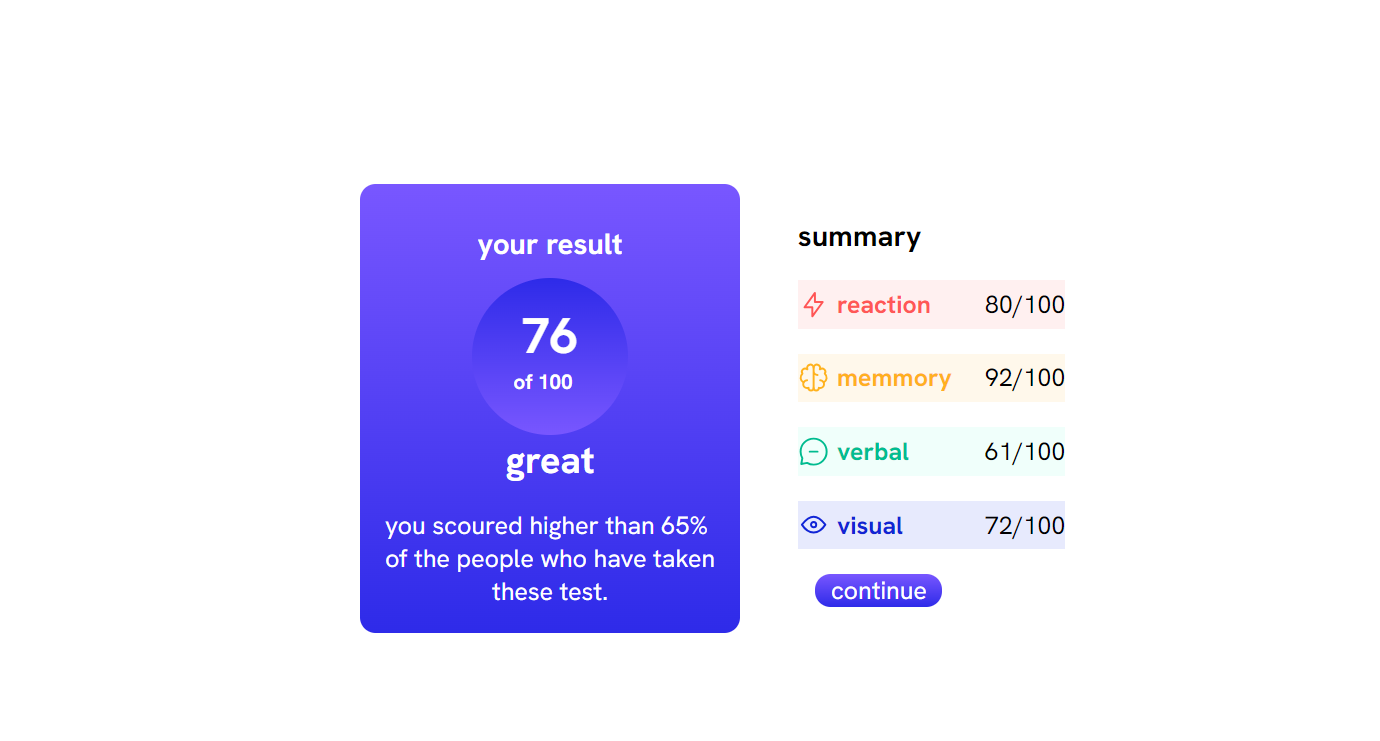 your result
76
of 100
great
you scoured higher than 65%
of the people who have taken
these test.
summary
reaction 80/100
memmory 92/100
verbal 61/100
visual 72/100
continue